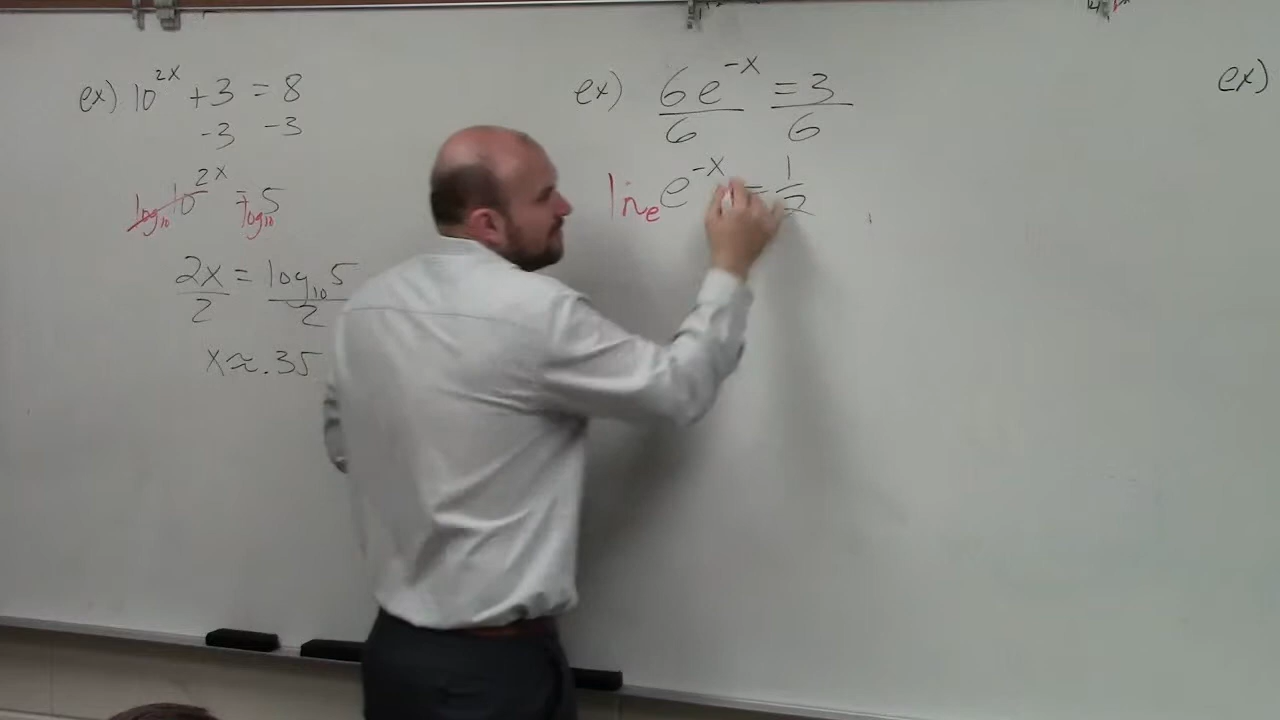 ex) 10^2x + 3 = 8
-3 -3
log10 10^2x = log10 5
2x = log10 5
2 2
x ≈ .35
ex) 6e^-x = 3
6 6
lne e^-x = 1/2
ex)